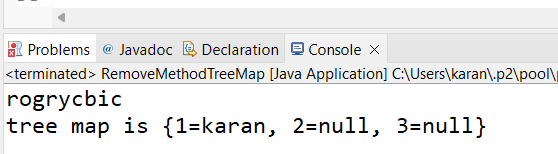 Problems @ Javadoc Declaration Console
<terminated> RemoveMethodTreeMap [Java Application] C:\Users\karan\.p2\pool\
rogrycbic
tree map is {1=karan, 2=null, 3=null}